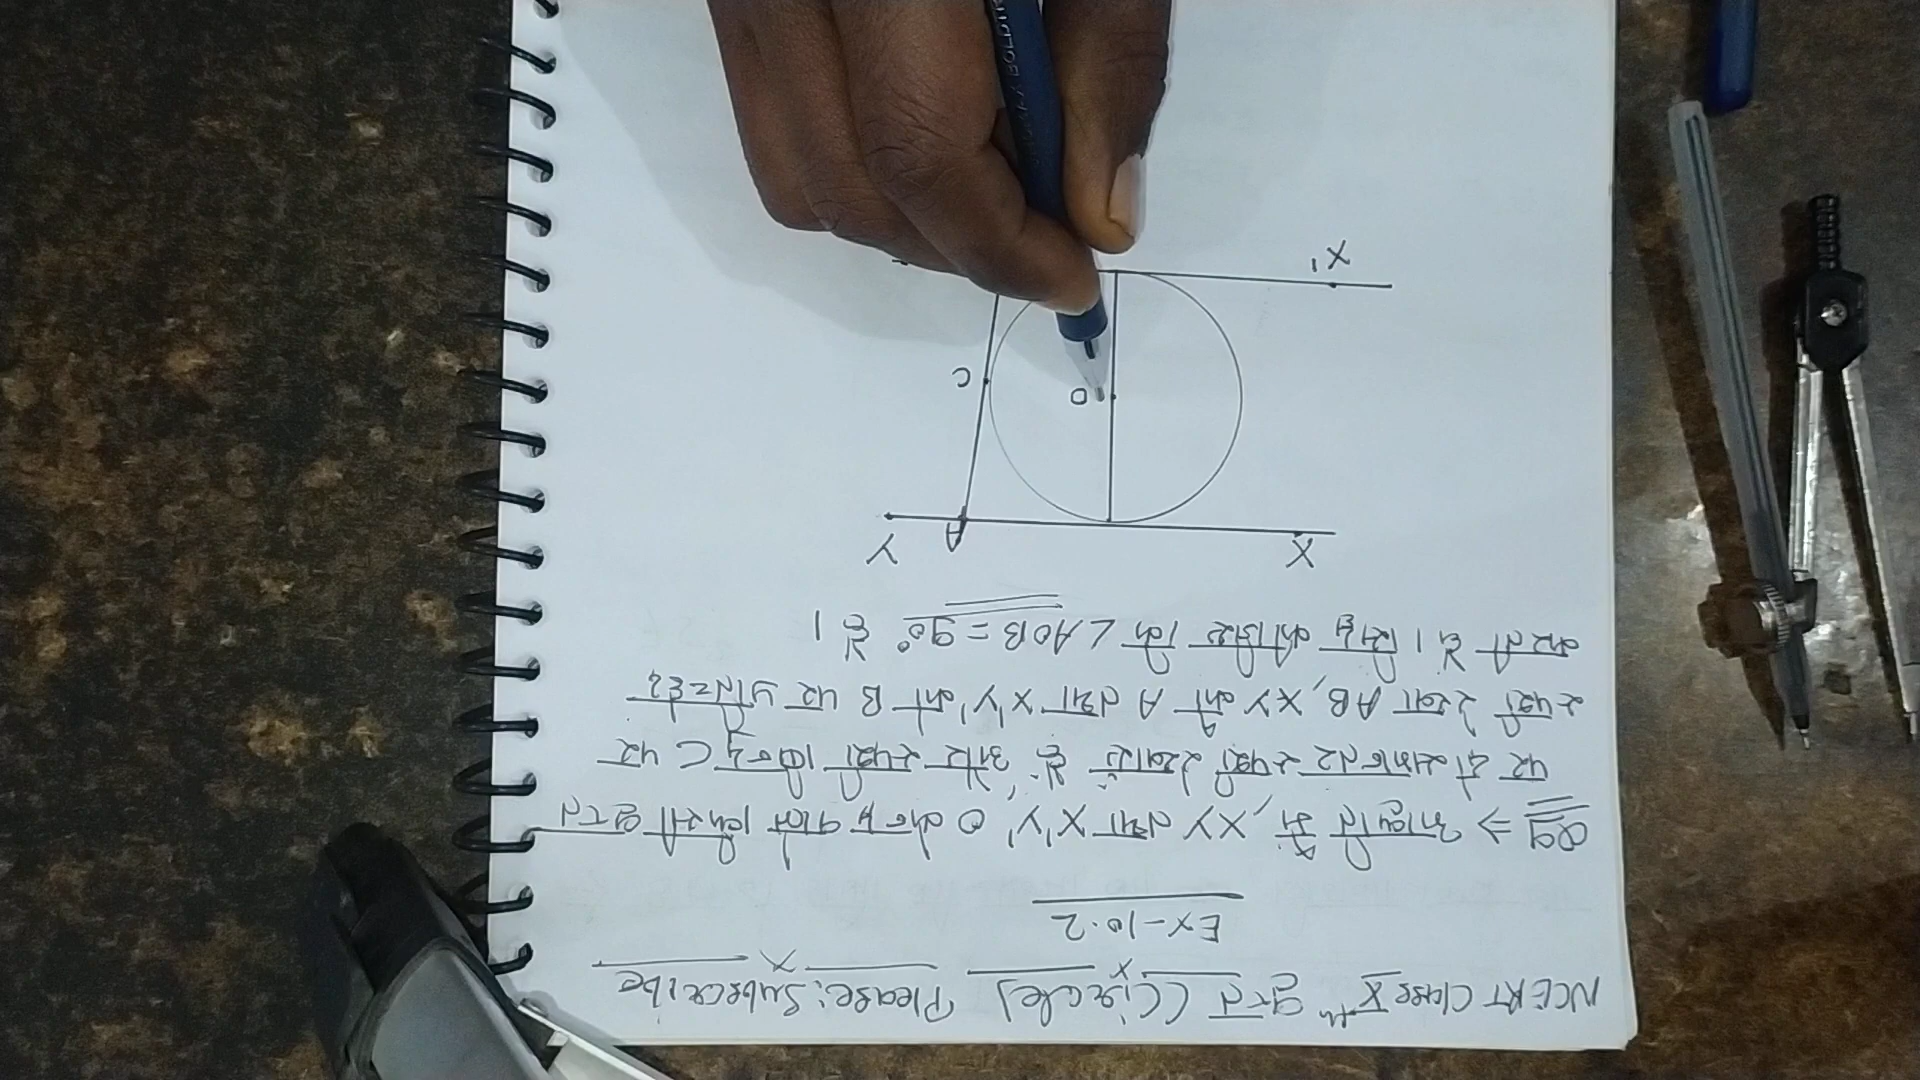 NCERT Class Xth वृत्त (Circle) Please: Subscribe
Ex-10.2
Q9 ⇒ आकृति में, XY तथा X'Y', O केन्द्र वाले किसी वृत्त
पर दो समांतर स्पर्श रेखाएँ हैं, और स्पर्श बिन्दु C पर
स्पर्श रेखा AB, XY को A तथा X'Y' को B पर प्रतिच्छेद
करती है। सिद्ध कीजिए कि ∠AOB = 90° है।
X A Y
O C
X'